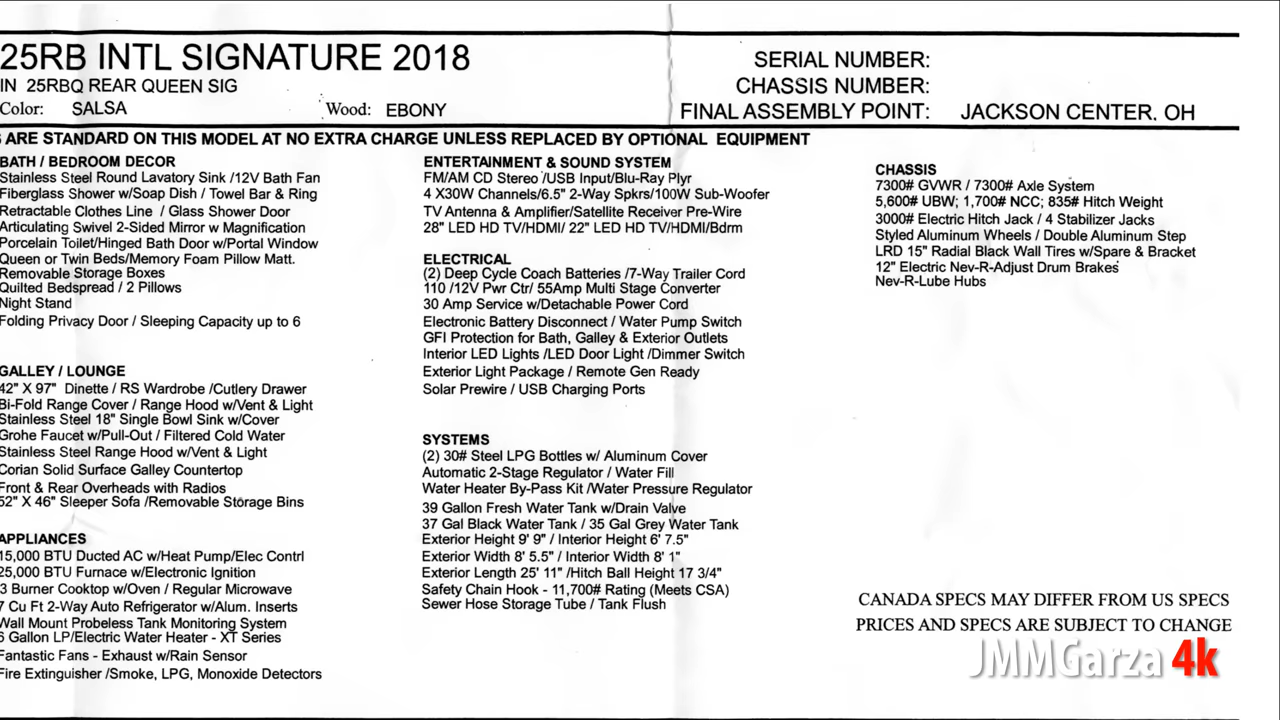 25RB INTL SIGNATURE 2018
IN 25RBQ REAR QUEEN SIG
Color: SALSA Wood: EBONY
SERIAL NUMBER:
CHASSIS NUMBER:
FINAL ASSEMBLY POINT: JACKSON CENTER, OH
S ARE STANDARD ON THIS MODEL AT NO EXTRA CHARGE UNLESS REPLACED BY OPTIONAL EQUIPMENT
BATH / BEDROOM DECOR
Stainless Steel Round Lavatory Sink /12V Bath Fan
Fiberglass Shower w/Soap Dish / Towel Bar & Ring
Retractable Clothes Line / Glass Shower Door
Articulating Swivel 2-Sided Mirror w Magnification
Porcelain Toilet/Hinged Bath Door w/Portal Window
Queen or Twin Beds/Memory Foam Pillow Matt.
Removable Storage Boxes
Quilted Bedspread / 2 Pillows
Night Stand
Folding Privacy Door / Sleeping Capacity up to 6
GALLEY / LOUNGE
42" X 97" Dinette / RS Wardrobe /Cutlery Drawer
Bi-Fold Range Cover / Range Hood w/Vent & Light
Stainless Steel 18" Single Bowl Sink w/Cover
Grohe Faucet w/Pull-Out / Filtered Cold Water
Stainless Steel Range Hood w/Vent & Light
Corian Solid Surface Galley Countertop
Front & Rear Overheads with Radios
52" X 46" Sleeper Sofa /Removable Storage Bins
APPLIANCES
15,000 BTU Ducted AC w/Heat Pump/Elec Contrl
25,000 BTU Furnace w/Electronic Ignition
3 Burner Cooktop w/Oven / Regular Microwave
7 Cu Ft 2-Way Auto Refrigerator w/Alum. Inserts
Wall Mount Probeless Tank Monitoring System
6 Gallon LP/Electric Water Heater - XT Series
Fantastic Fans - Exhaust w/Rain Sensor
Fire Extinguisher /Smoke, LPG, Monoxide Detectors
ENTERTAINMENT & SOUND SYSTEM
FM/AM CD Stereo /USB Input/Blu-Ray Plyr
4 X30W Channels/6.5" 2-Way Spkrs/100W Sub-Woofer
TV Antenna & Amplifier/Satellite Receiver Pre-Wire
28" LED HD TV/HDMI/ 22" LED HD TV/HDMI/Bdrm
ELECTRICAL
(2) Deep Cycle Coach Batteries /7-Way Trailer Cord
110 /12V Pwr Ctr/ 55Amp Multi Stage Converter
30 Amp Service w/Detachable Power Cord
Electronic Battery Disconnect / Water Pump Switch
GFI Protection for Bath, Galley & Exterior Outlets
Interior LED Lights /LED Door Light /Dimmer Switch
Exterior Light Package / Remote Gen Ready
Solar Prewire / USB Charging Ports
SYSTEMS
(2) 30# Steel LPG Bottles w/ Aluminum Cover
Automatic 2-Stage Regulator / Water Fill
Water Heater By-Pass Kit /Water Pressure Regulator
39 Gallon Fresh Water Tank w/Drain Valve
37 Gal Black Water Tank / 35 Gal Grey Water Tank
Exterior Height 9' 9" / Interior Height 6' 7.5"
Exterior Width 8' 5.5" / Interior Width 8' 1"
Exterior Length 25' 11" /Hitch Ball Height 17 3/4"
Safety Chain Hook - 11,700# Rating (Meets CSA)
Sewer Hose Storage Tube / Tank Flush
CHASSIS
7300# GVWR / 7300# Axle System
5,600# UBW; 1,700# NCC; 835# Hitch Weight
3000# Electric Hitch Jack / 4 Stabilizer Jacks
Styled Aluminum Wheels / Double Aluminum Step
LRD 15" Radial Black Wall Tires w/Spare & Bracket
12" Electric Nev-R-Adjust Drum Brakes
Nev-R-Lube Hubs
CANADA SPECS MAY DIFFER FROM US SPECS
PRICES AND SPECS ARE SUBJECT TO CHANGE
JMMGarza 4k